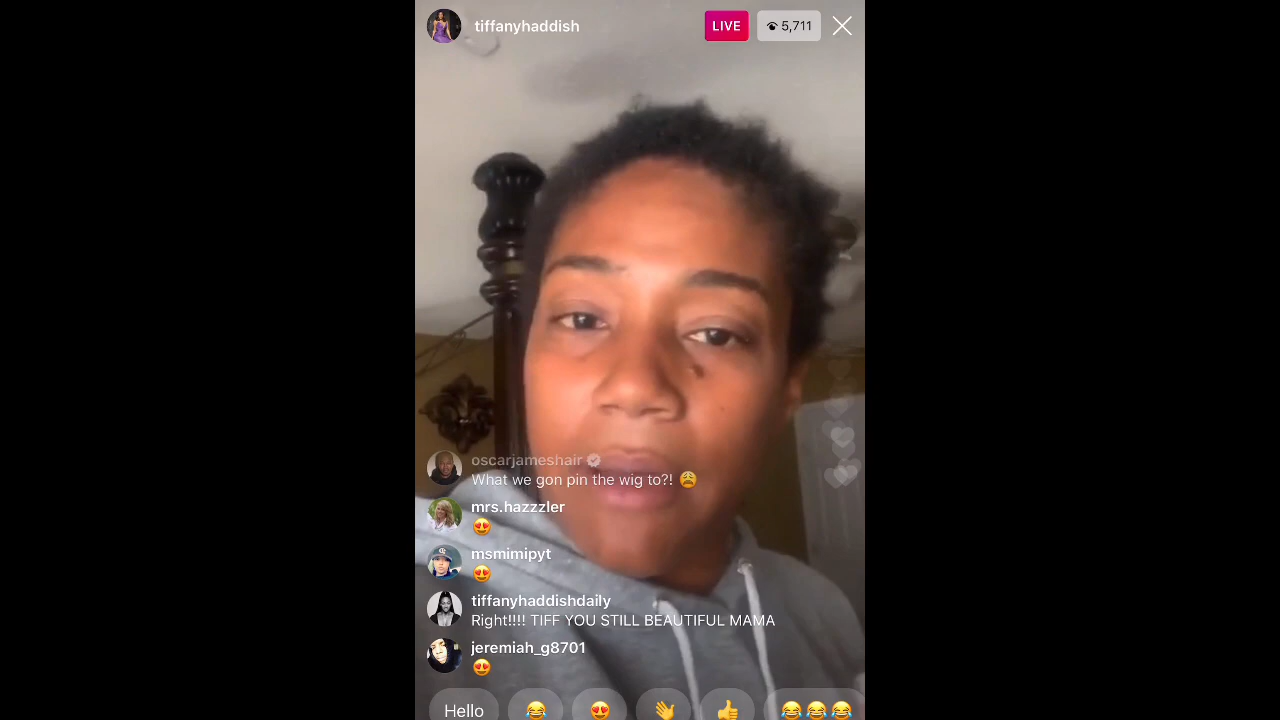 tiffanyhaddish LIVE 5,711
oscarjameshair
What we gon pin the wig to?! 😩
mrs.hazzzler
😍
msmimipyt
😍
tiffanyhaddishdaily
Right!!!! TIFF YOU STILL BEAUTIFUL MAMA
jeremiah_g8701
😍
Hello 😂 😍 👋 👍 😂😂😂